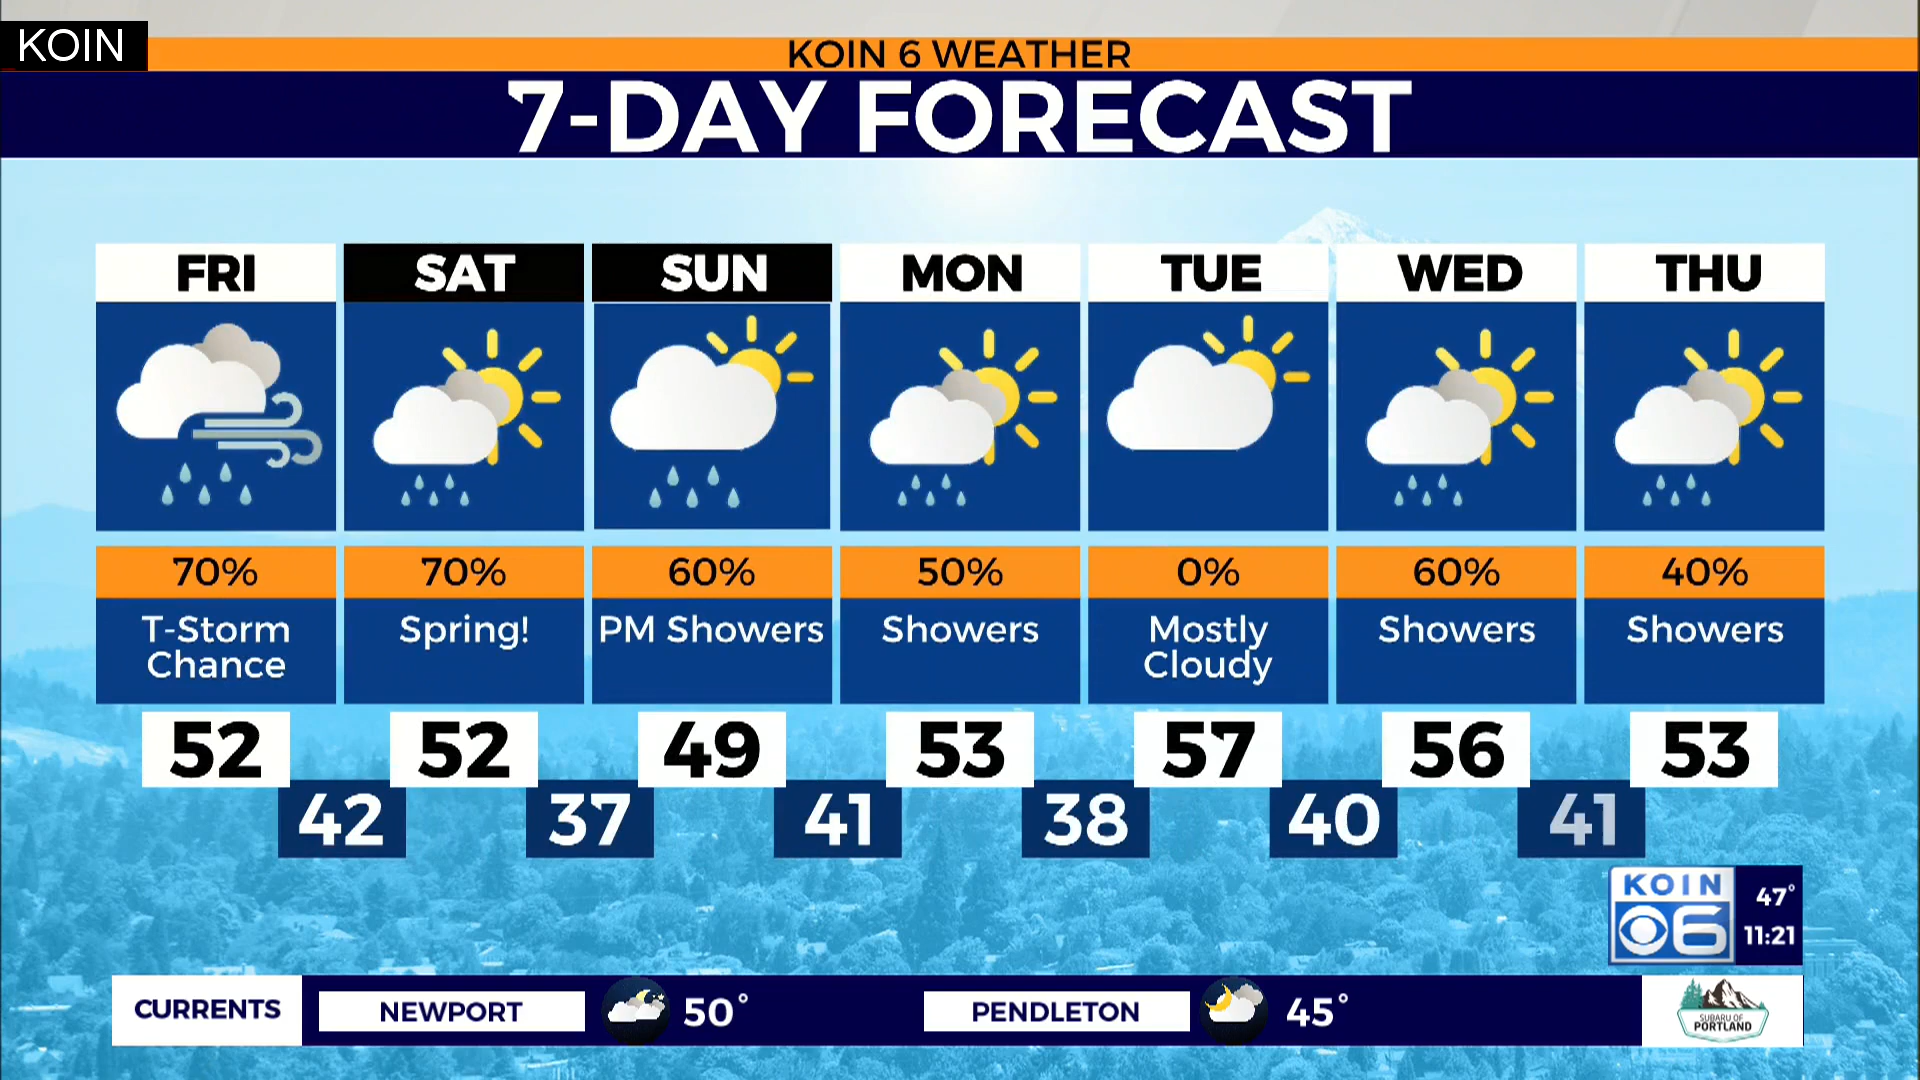 KOIN
KOIN 6 WEATHER
7-DAY FORECAST
FRI SAT SUN MON TUE WED THU
70% 70% 60% 50% 0% 60% 40%
T-Storm Chance
Spring!
PM Showers
Showers
Mostly Cloudy
Showers
Showers
52 52 49 53 57 56 53
42 37 41 38 40 41
KOIN 6
47°
11:21
CURRENTS NEWPORT 50° PENDLETON 45°
SUBARU OF
PORTLAND